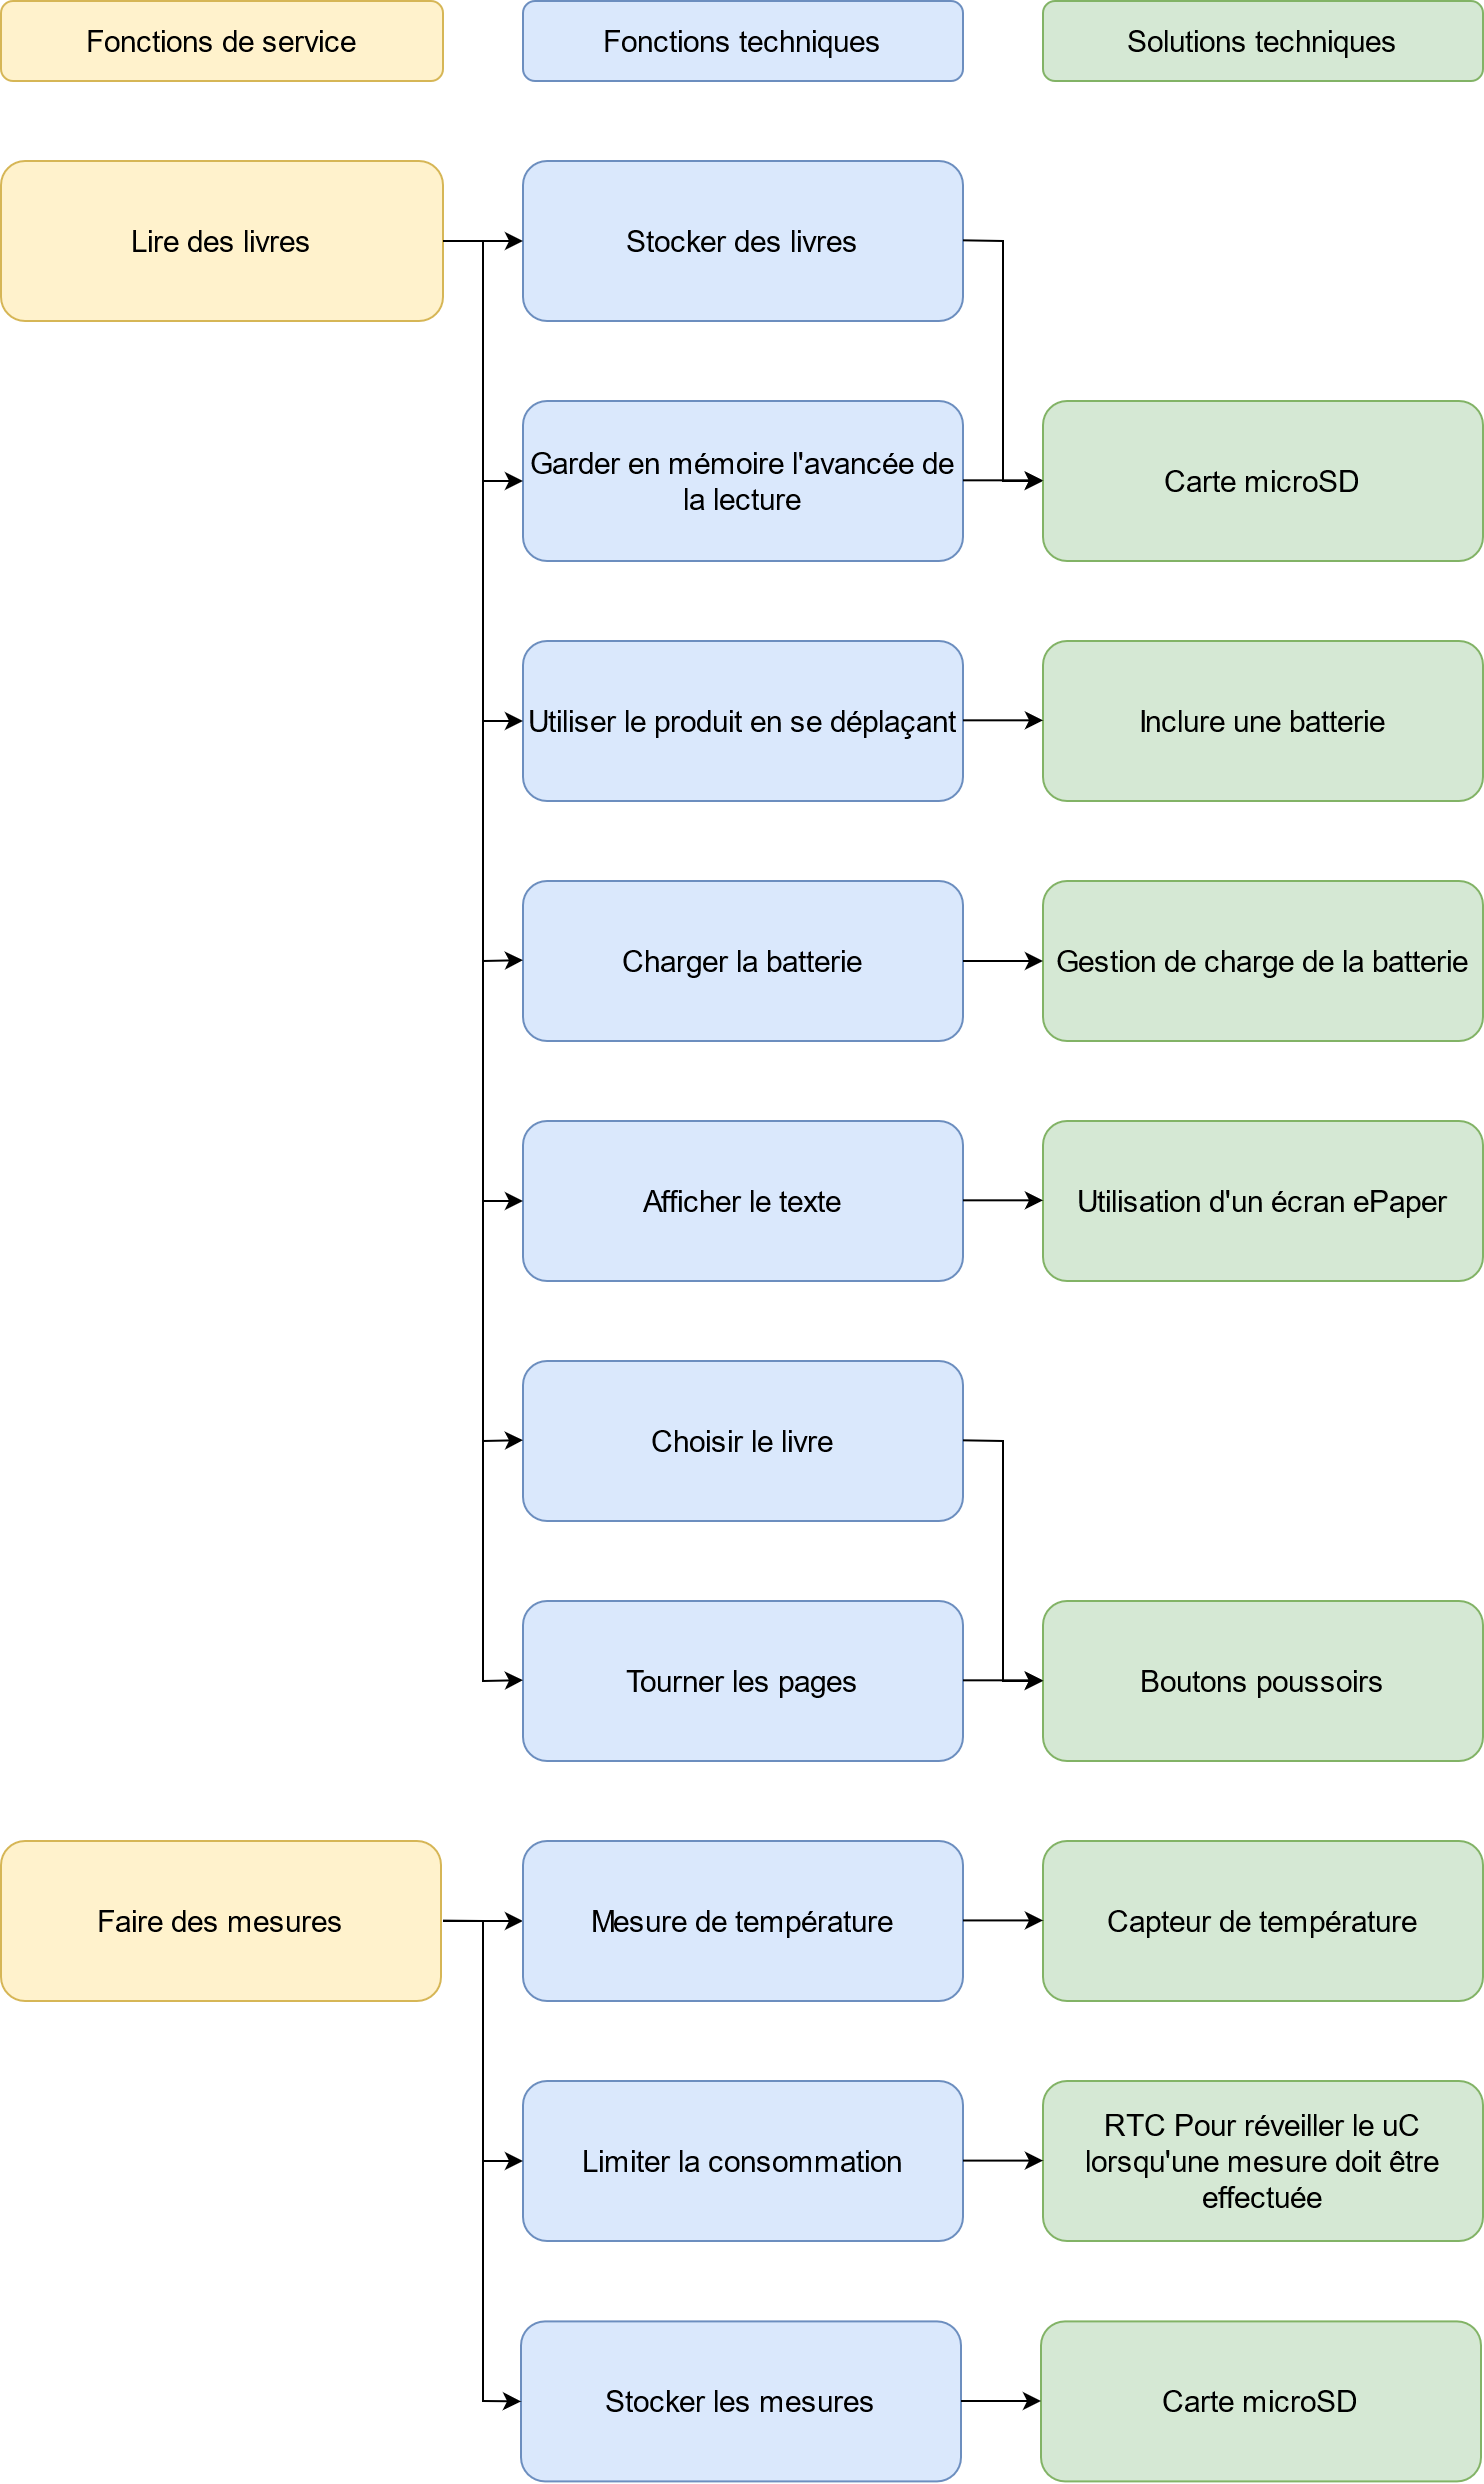 Fonctions de service
Fonctions techniques
Solutions techniques
Lire des livres
Stocker des livres
Garder en mémoire l'avancée de
la lecture
Carte microSD
Utiliser le produit en se déplaçant
Inclure une batterie
Charger la batterie
Gestion de charge de la batterie
Afficher le texte
Utilisation d'un écran ePaper
Choisir le livre
Tourner les pages
Boutons poussoirs
Faire des mesures
Mesure de température
Capteur de température
Limiter la consommation
RTC Pour réveiller le uC
lorsqu'une mesure doit être
effectuée
Stocker les mesures
Carte microSD